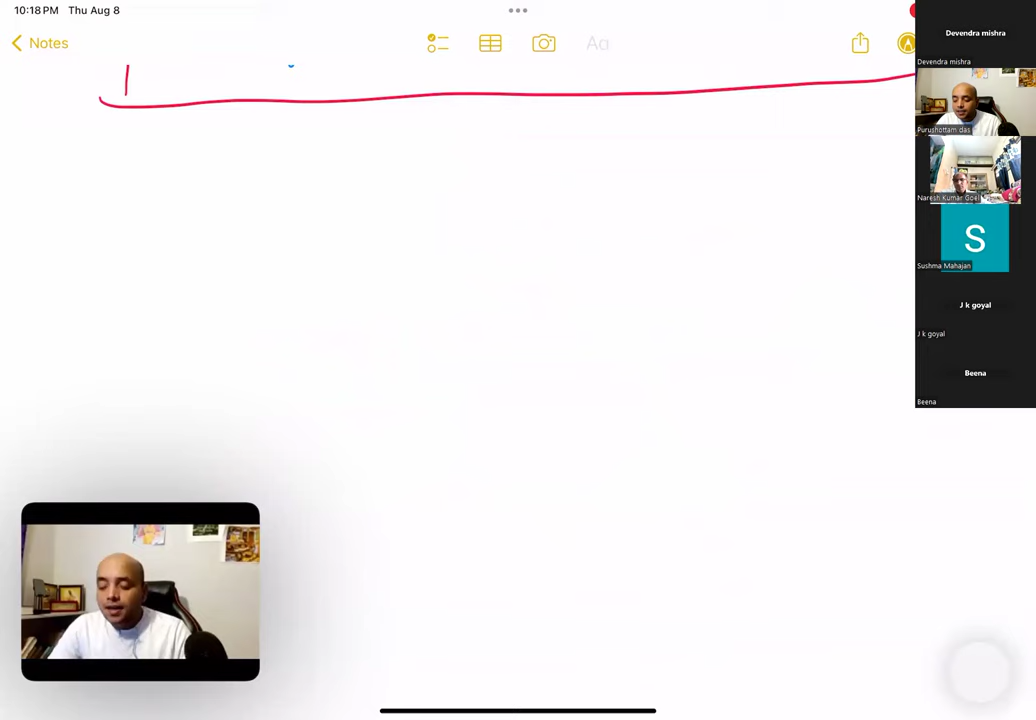 10:18 PM Thu Aug 8
Notes
Aa
Devendra mishra
Devendra mishra
Purushottam das
Naresh Kumar Goel
S
Sushma Mahajan
J k goyal
J k goyal
Beena
Beena